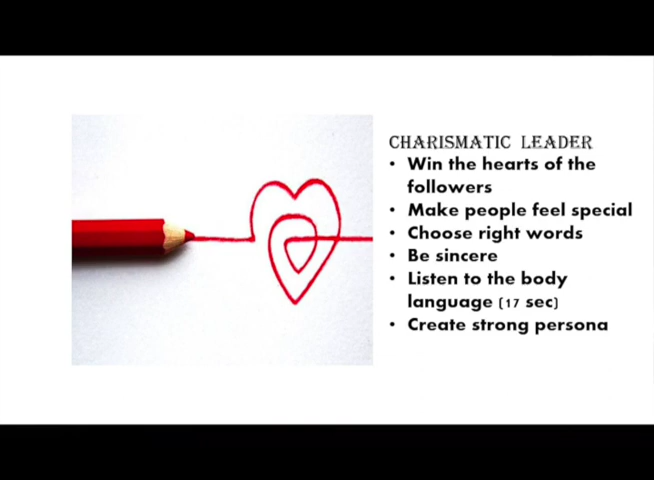 CHARISMATIC LEADER
• Win the hearts of the
followers
• Make people feel special
• Choose right words
• Be sincere
• Listen to the body
language (17 sec)
• Create strong persona